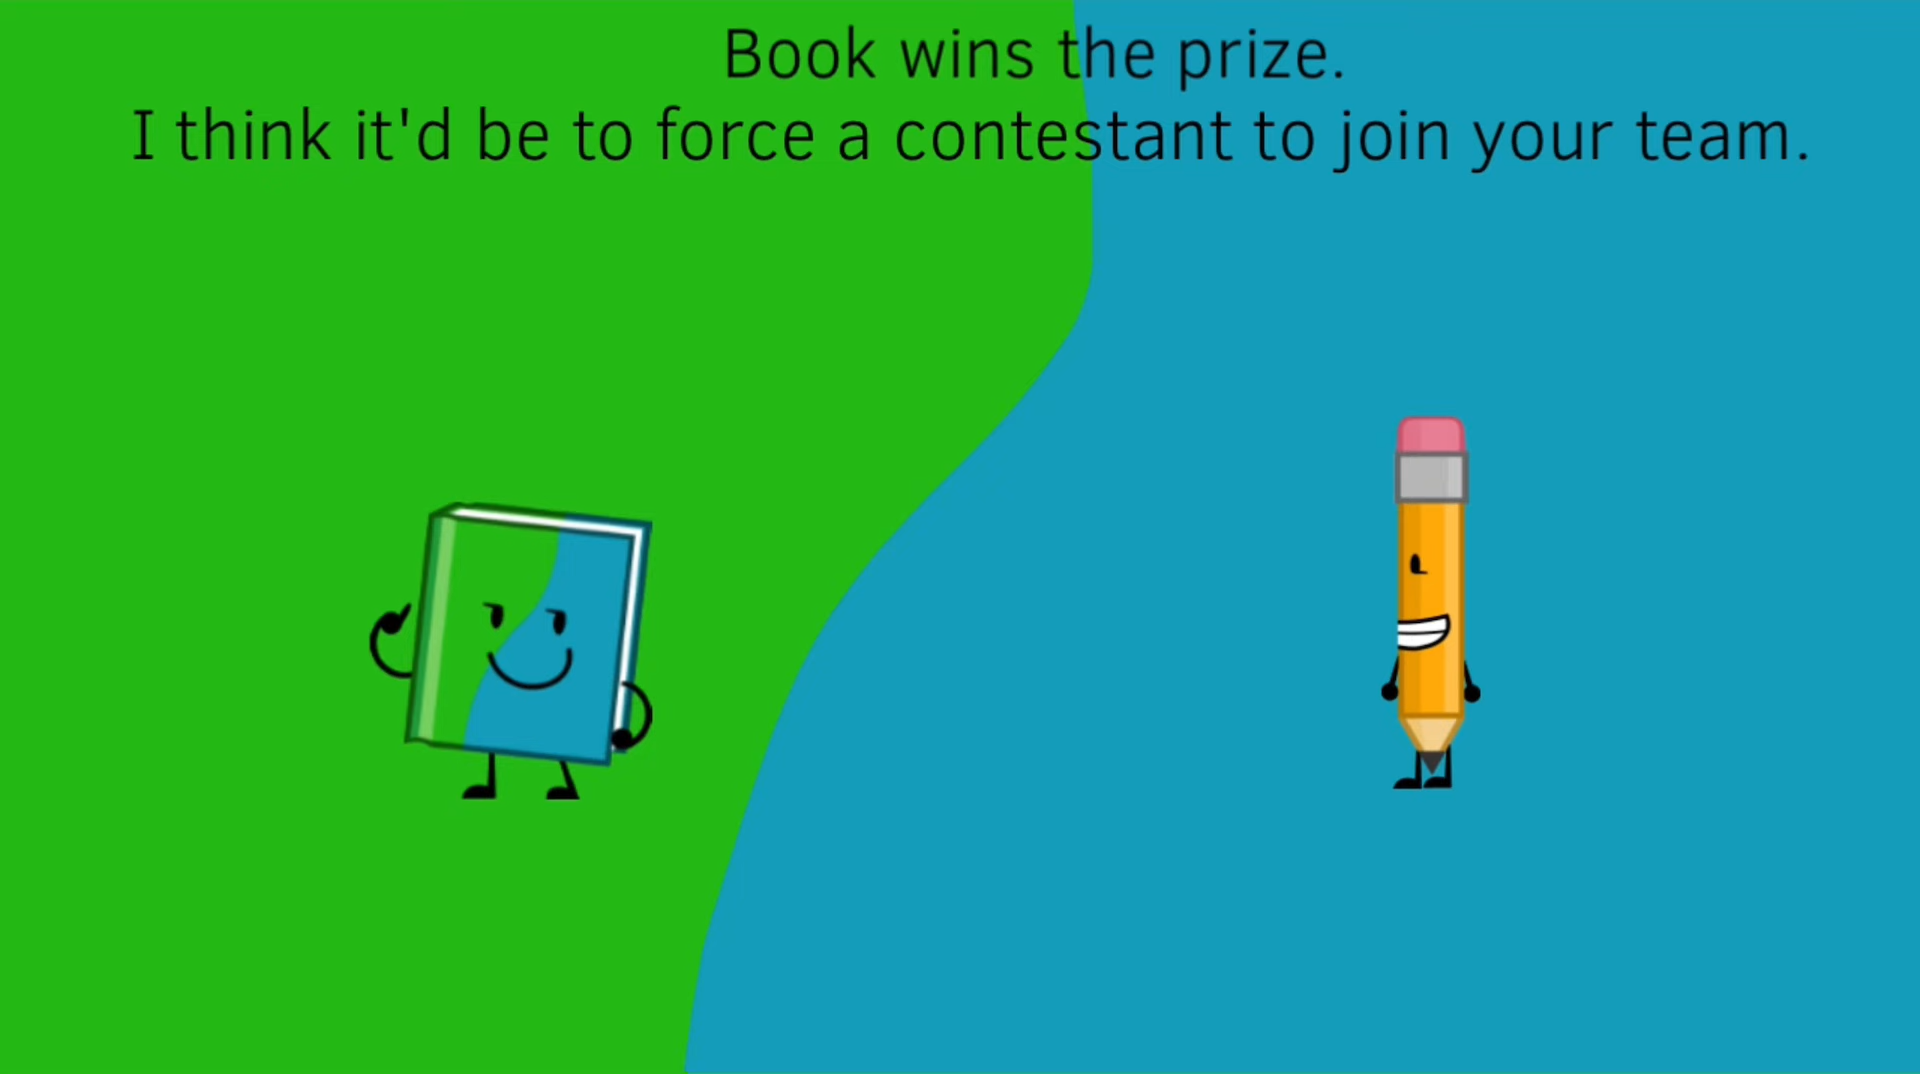 Book wins the prize.
I think it'd be to force a contestant to join your team.